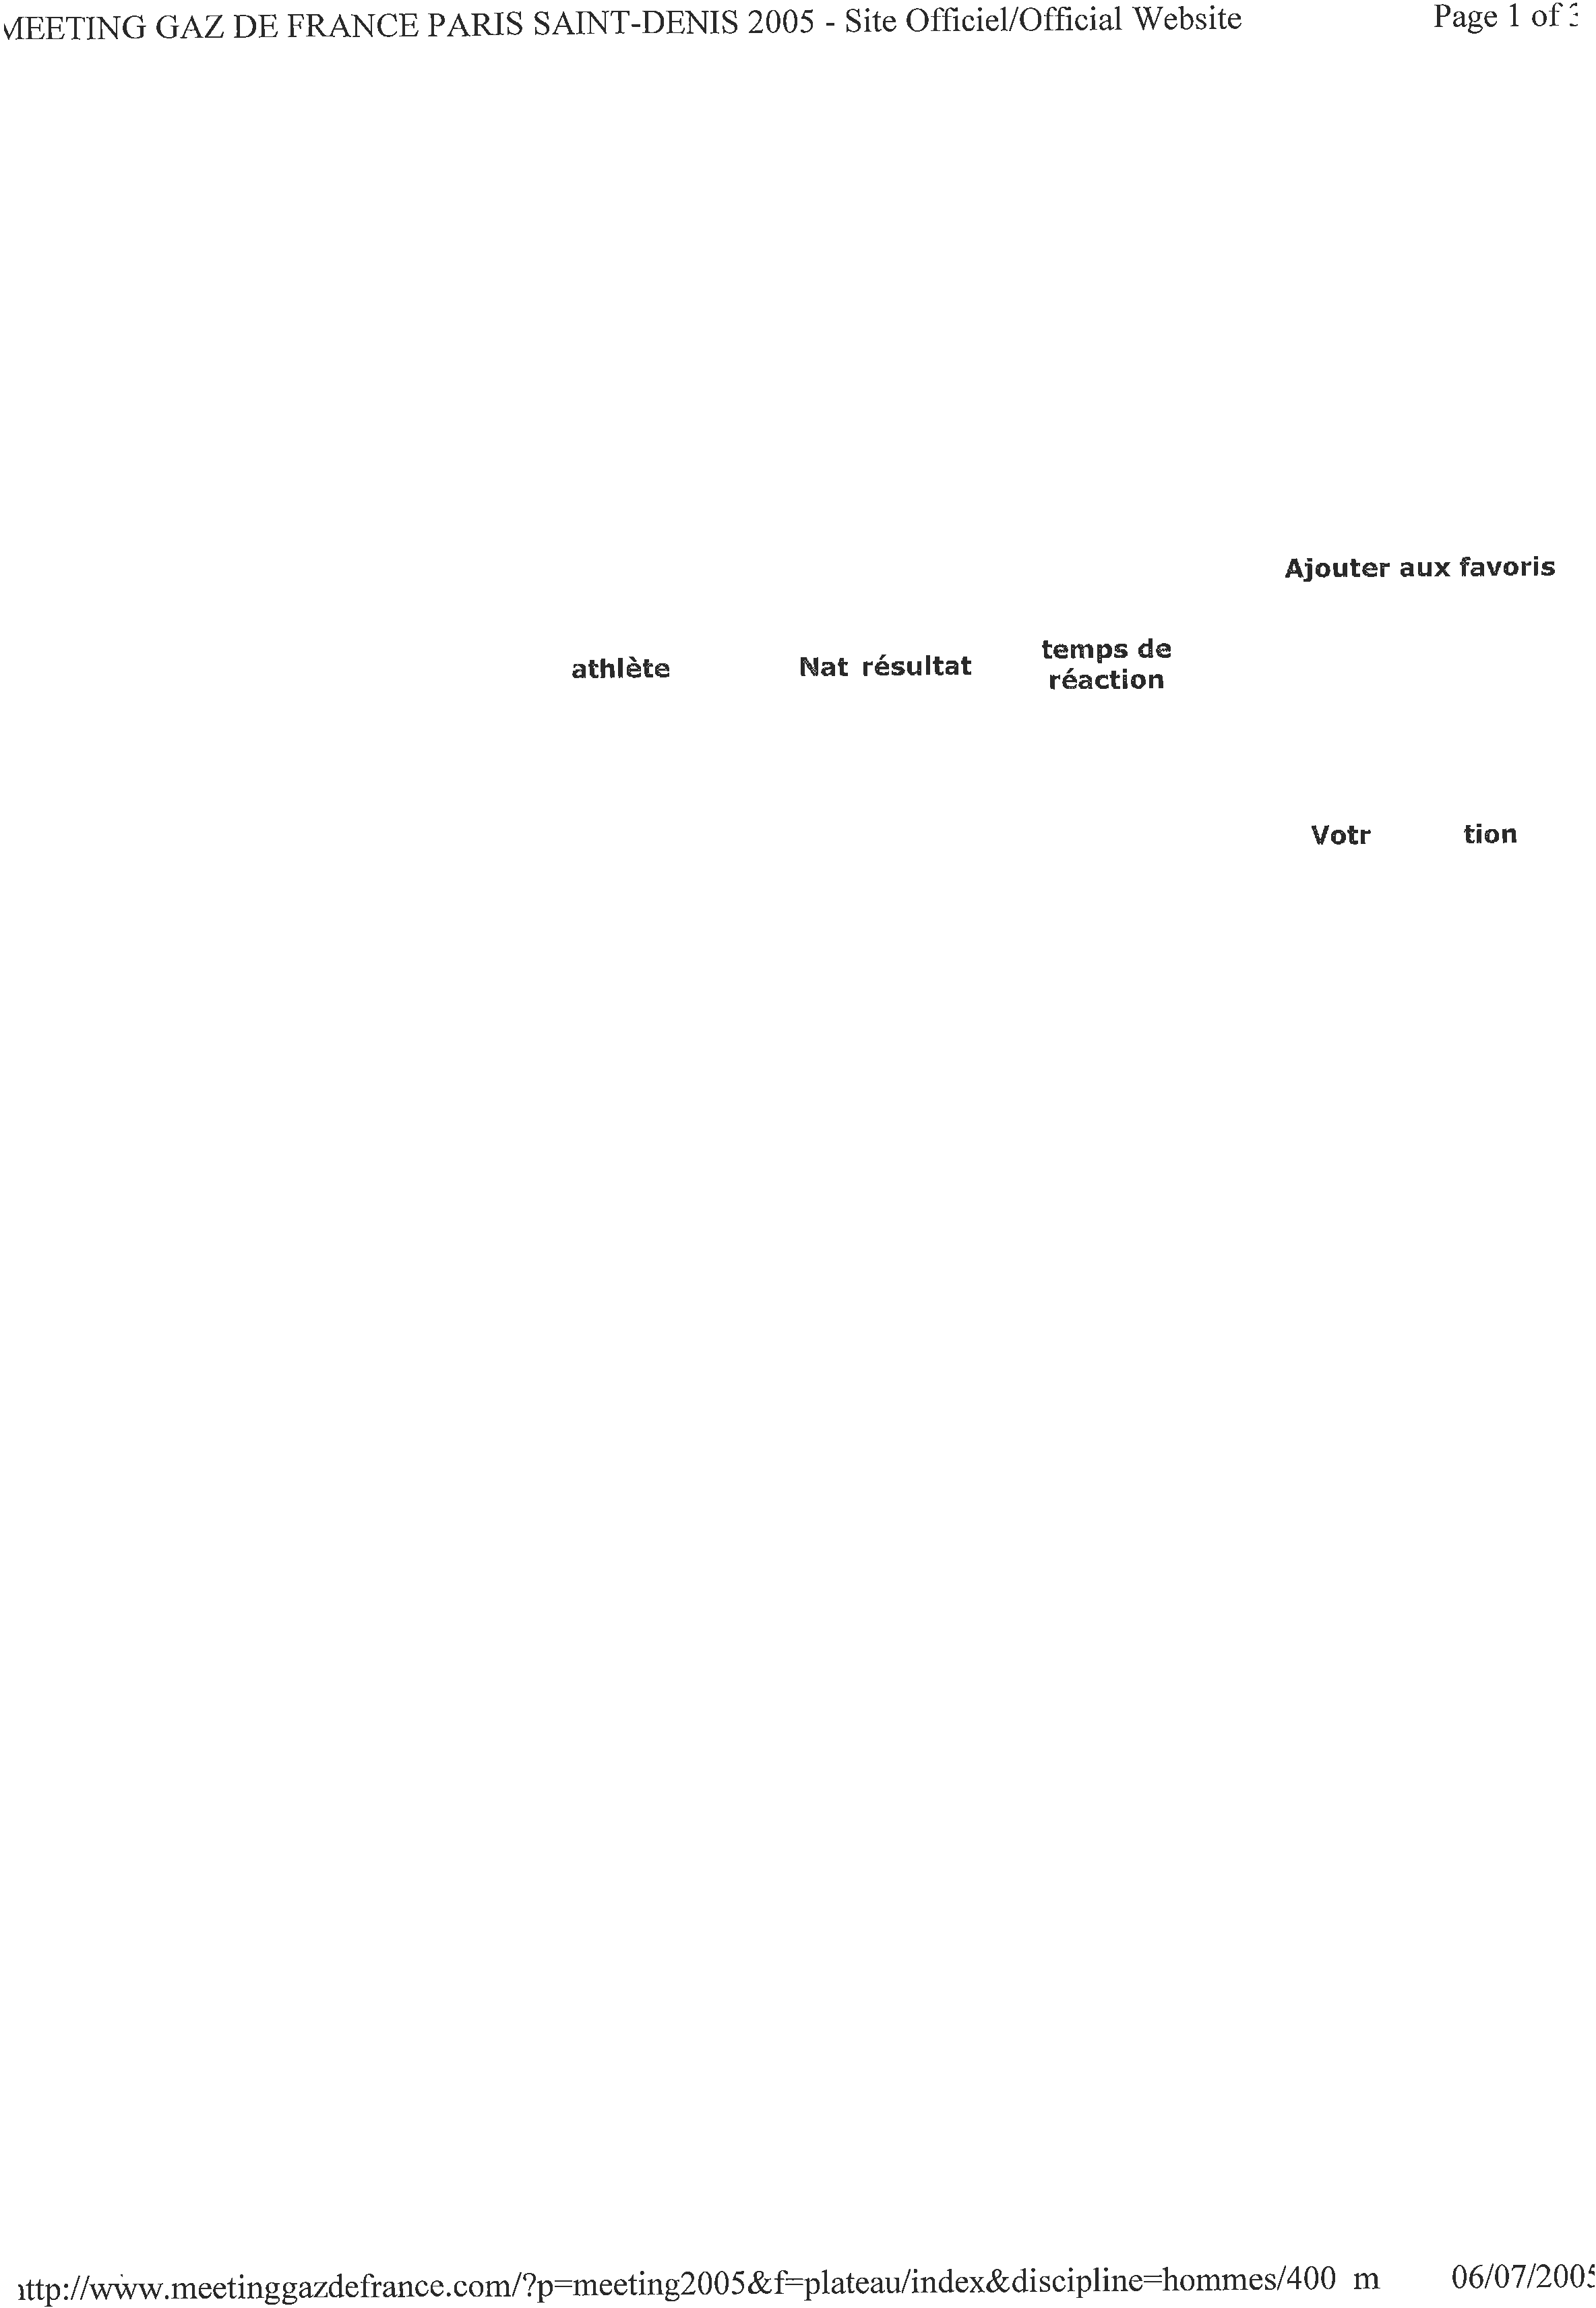 MEETING GAZ DE FRANCE PARIS SAINT-DENIS 2005 - Site Officiel/Official Website Page 1 of
Ajouter aux favoris
athlète Nat résultat temps de réaction
Votr tion
ttp://www.meetinggazdefrance.com/?p=meeting2005&f=plateau/index&discipline=hommes/400 m 06/07/2005